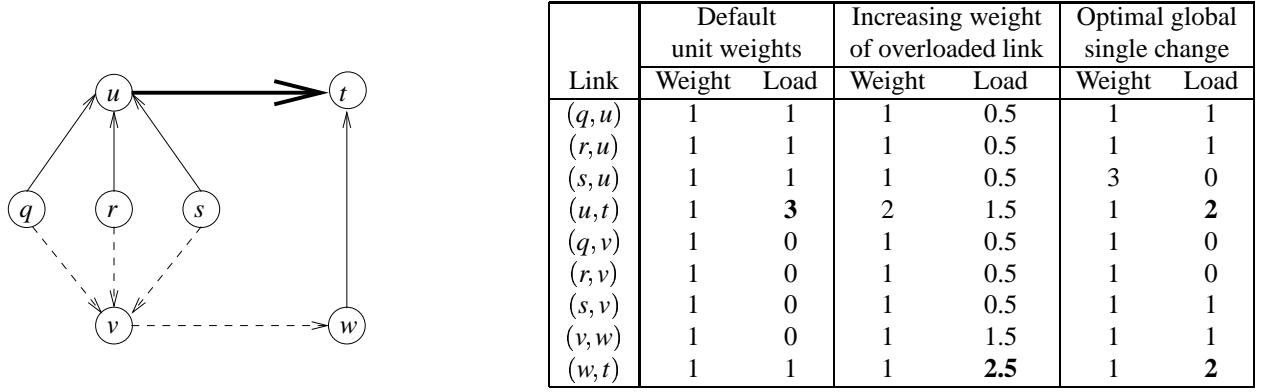 u t
q r s
v w
Default Increasing weight Optimal global
unit weights of overloaded link single change
Link Weight Load Weight Load Weight Load
(q,u) 1 1 1 0.5 1 1
(r,u) 1 1 1 0.5 1 1
(s,u) 1 1 1 0.5 3 0
(u,t) 1 3 2 1.5 1 2
(q,v) 1 0 1 0.5 1 0
(r,v) 1 0 1 0.5 1 0
(s,v) 1 0 1 0.5 1 1
(v,w) 1 0 1 1.5 1 1
(w,t) 1 1 1 2.5 1 2